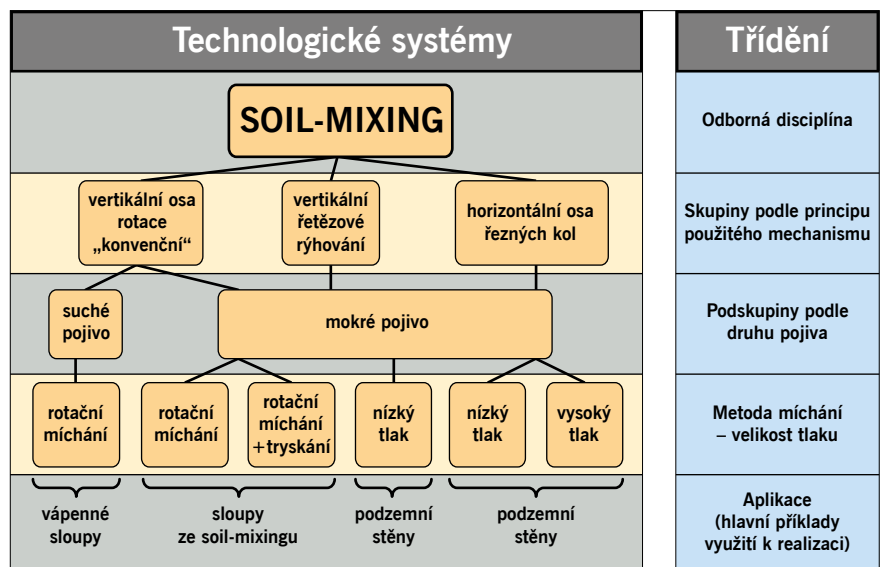 Technologické systémy
Třídění
SOIL-MIXING
Odborná disciplína
vertikální osa
rotace
„konvenční“
vertikální
řetězové
rýhování
horizontální osa
řezných kol
Skupiny podle principu
použitého mechanismu
suché
pojivo
mokré pojivo
Podskupiny podle
druhu pojiva
rotační
míchání
rotační
míchání
rotační
míchání
+tryskání
nízký
tlak
nízký
tlak
vysoký
tlak
Metoda míchání
– velikost tlaku
vápenné
sloupy
sloupy
ze soil-mixingu
podzemní
stěny
podzemní
stěny
Aplikace
(hlavní příklady
využití k realizaci)